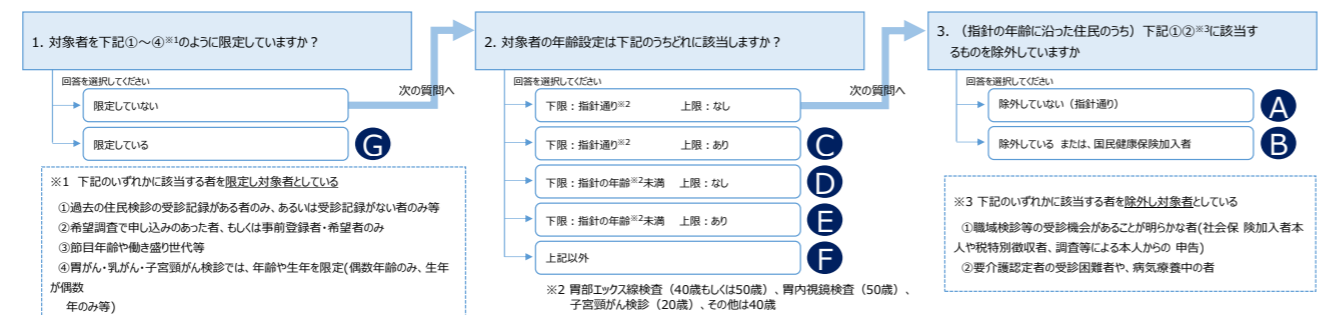 1. 対象者を下記①～④※1のように限定していますか？
回答を選択してください
限定していない
次の質問へ
限定している
G
※1 下記のいずれかに該当する者を限定し対象者としている
①過去の住民検診の受診記録がある者のみ、あるいは受診記録がない者のみ等
②希望調査で申し込みのあった者、もしくは事前登録者・希望者のみ
③節目年齢や働き盛り世代等
④胃がん・乳がん・子宮頸がん検診では、年齢や生年を限定(偶数年齢のみ、生年
が偶数
年のみ等)
2. 対象者の年齢設定は下記のうちどれに該当しますか？
回答を選択してください
下限：指針通り※2 上限：なし
次の質問へ
下限：指針通り※2 上限：あり
C
下限：指針の年齢※2未満 上限：なし
D
下限：指針の年齢※2未満 上限：あり
E
上記以外
F
※2 胃部エックス線検査（40歳もしくは50歳）、胃内視鏡検査（50歳）、
子宮頸がん検診（20歳）、その他は40歳
3. （指針の年齢に沿った住民のうち）下記①②※3に該当す
るものを除外していますか
回答を選択してください
除外していない（指針通り）
A
除外している または、国民健康保険加入者
B
※3 下記のいずれかに該当する者を除外し対象者としている
①職域検診等の受診機会があることが明らかな者(社会保 険加入者本
人や税特別徴収者、調査等による本人からの 申告)
②要介護認定者の受診困難者や、病気療養中の者